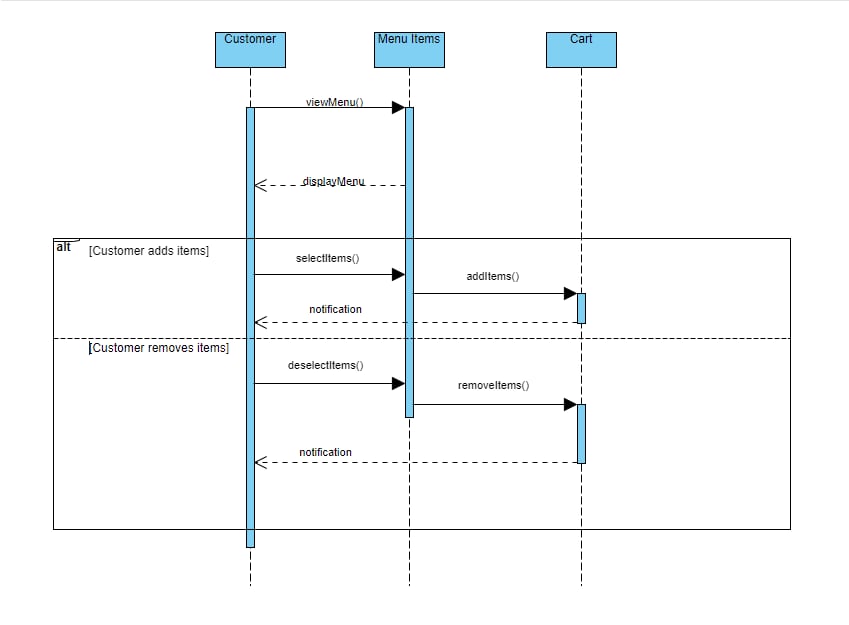 Customer
Menu Items
Cart
viewMenu()
displayMenu
alt
[Customer adds items]
selectItems()
addItems()
notification
[Customer removes items]
deselectItems()
removeItems()
notification